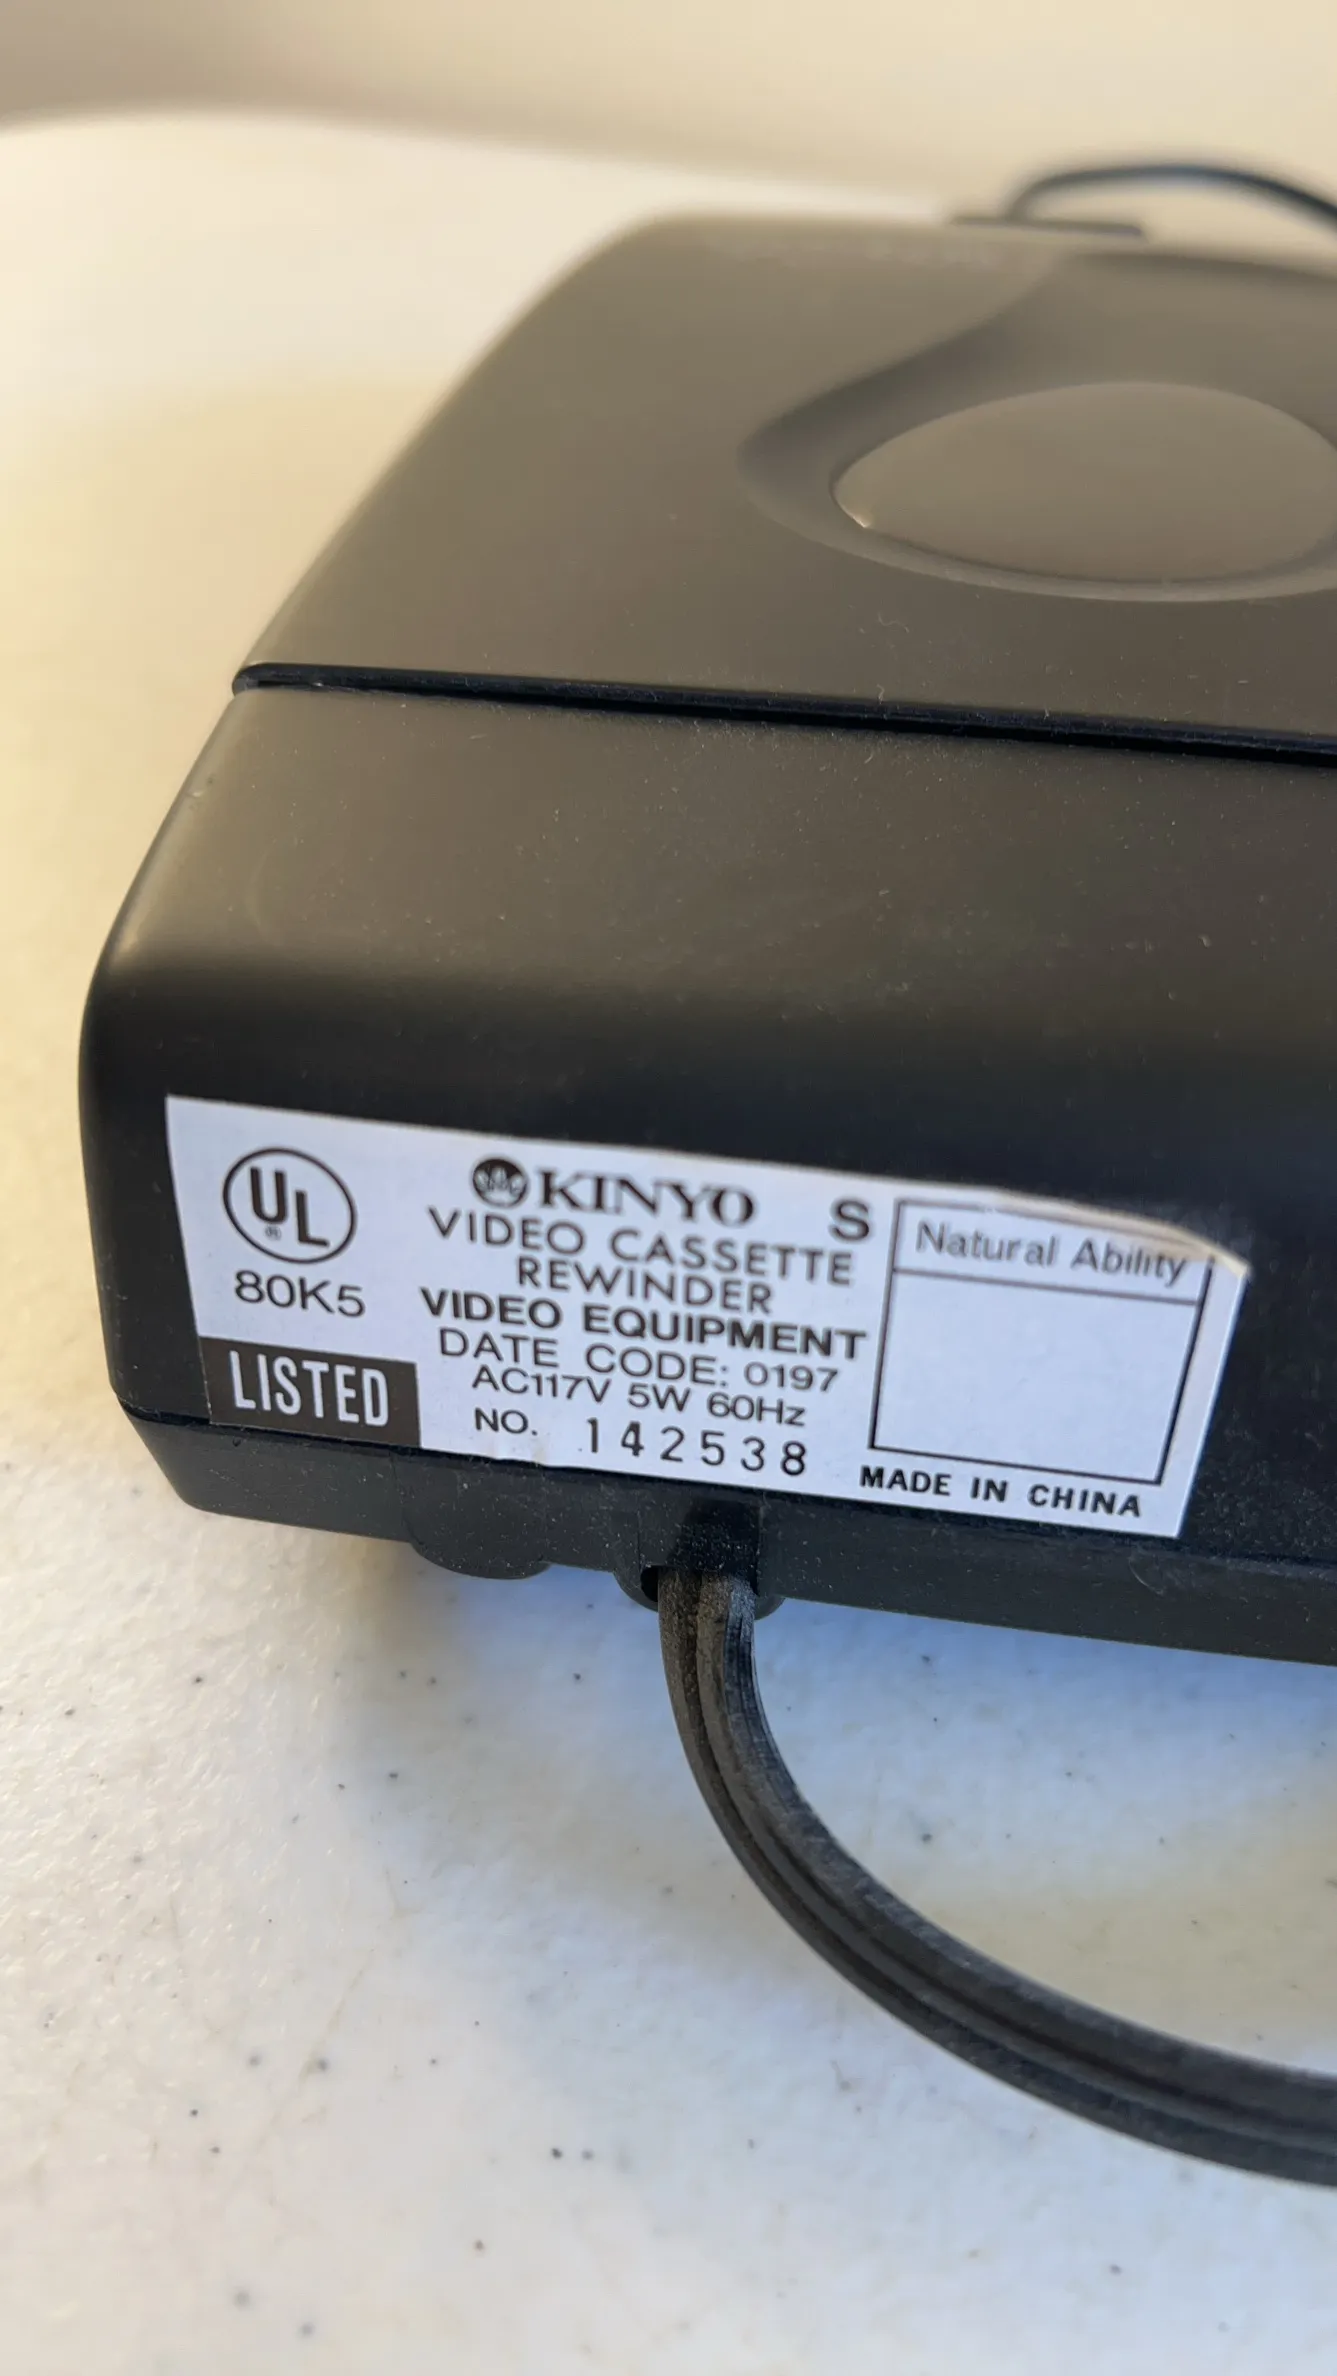 UL
®
80K5
LISTED
KINYO
S
VIDEO CASSETTE
REWINDER
VIDEO EQUIPMENT
DATE CODE: 0197
AC117V 5W 60Hz
NO. 142538
Natural Ability
MADE IN CHINA